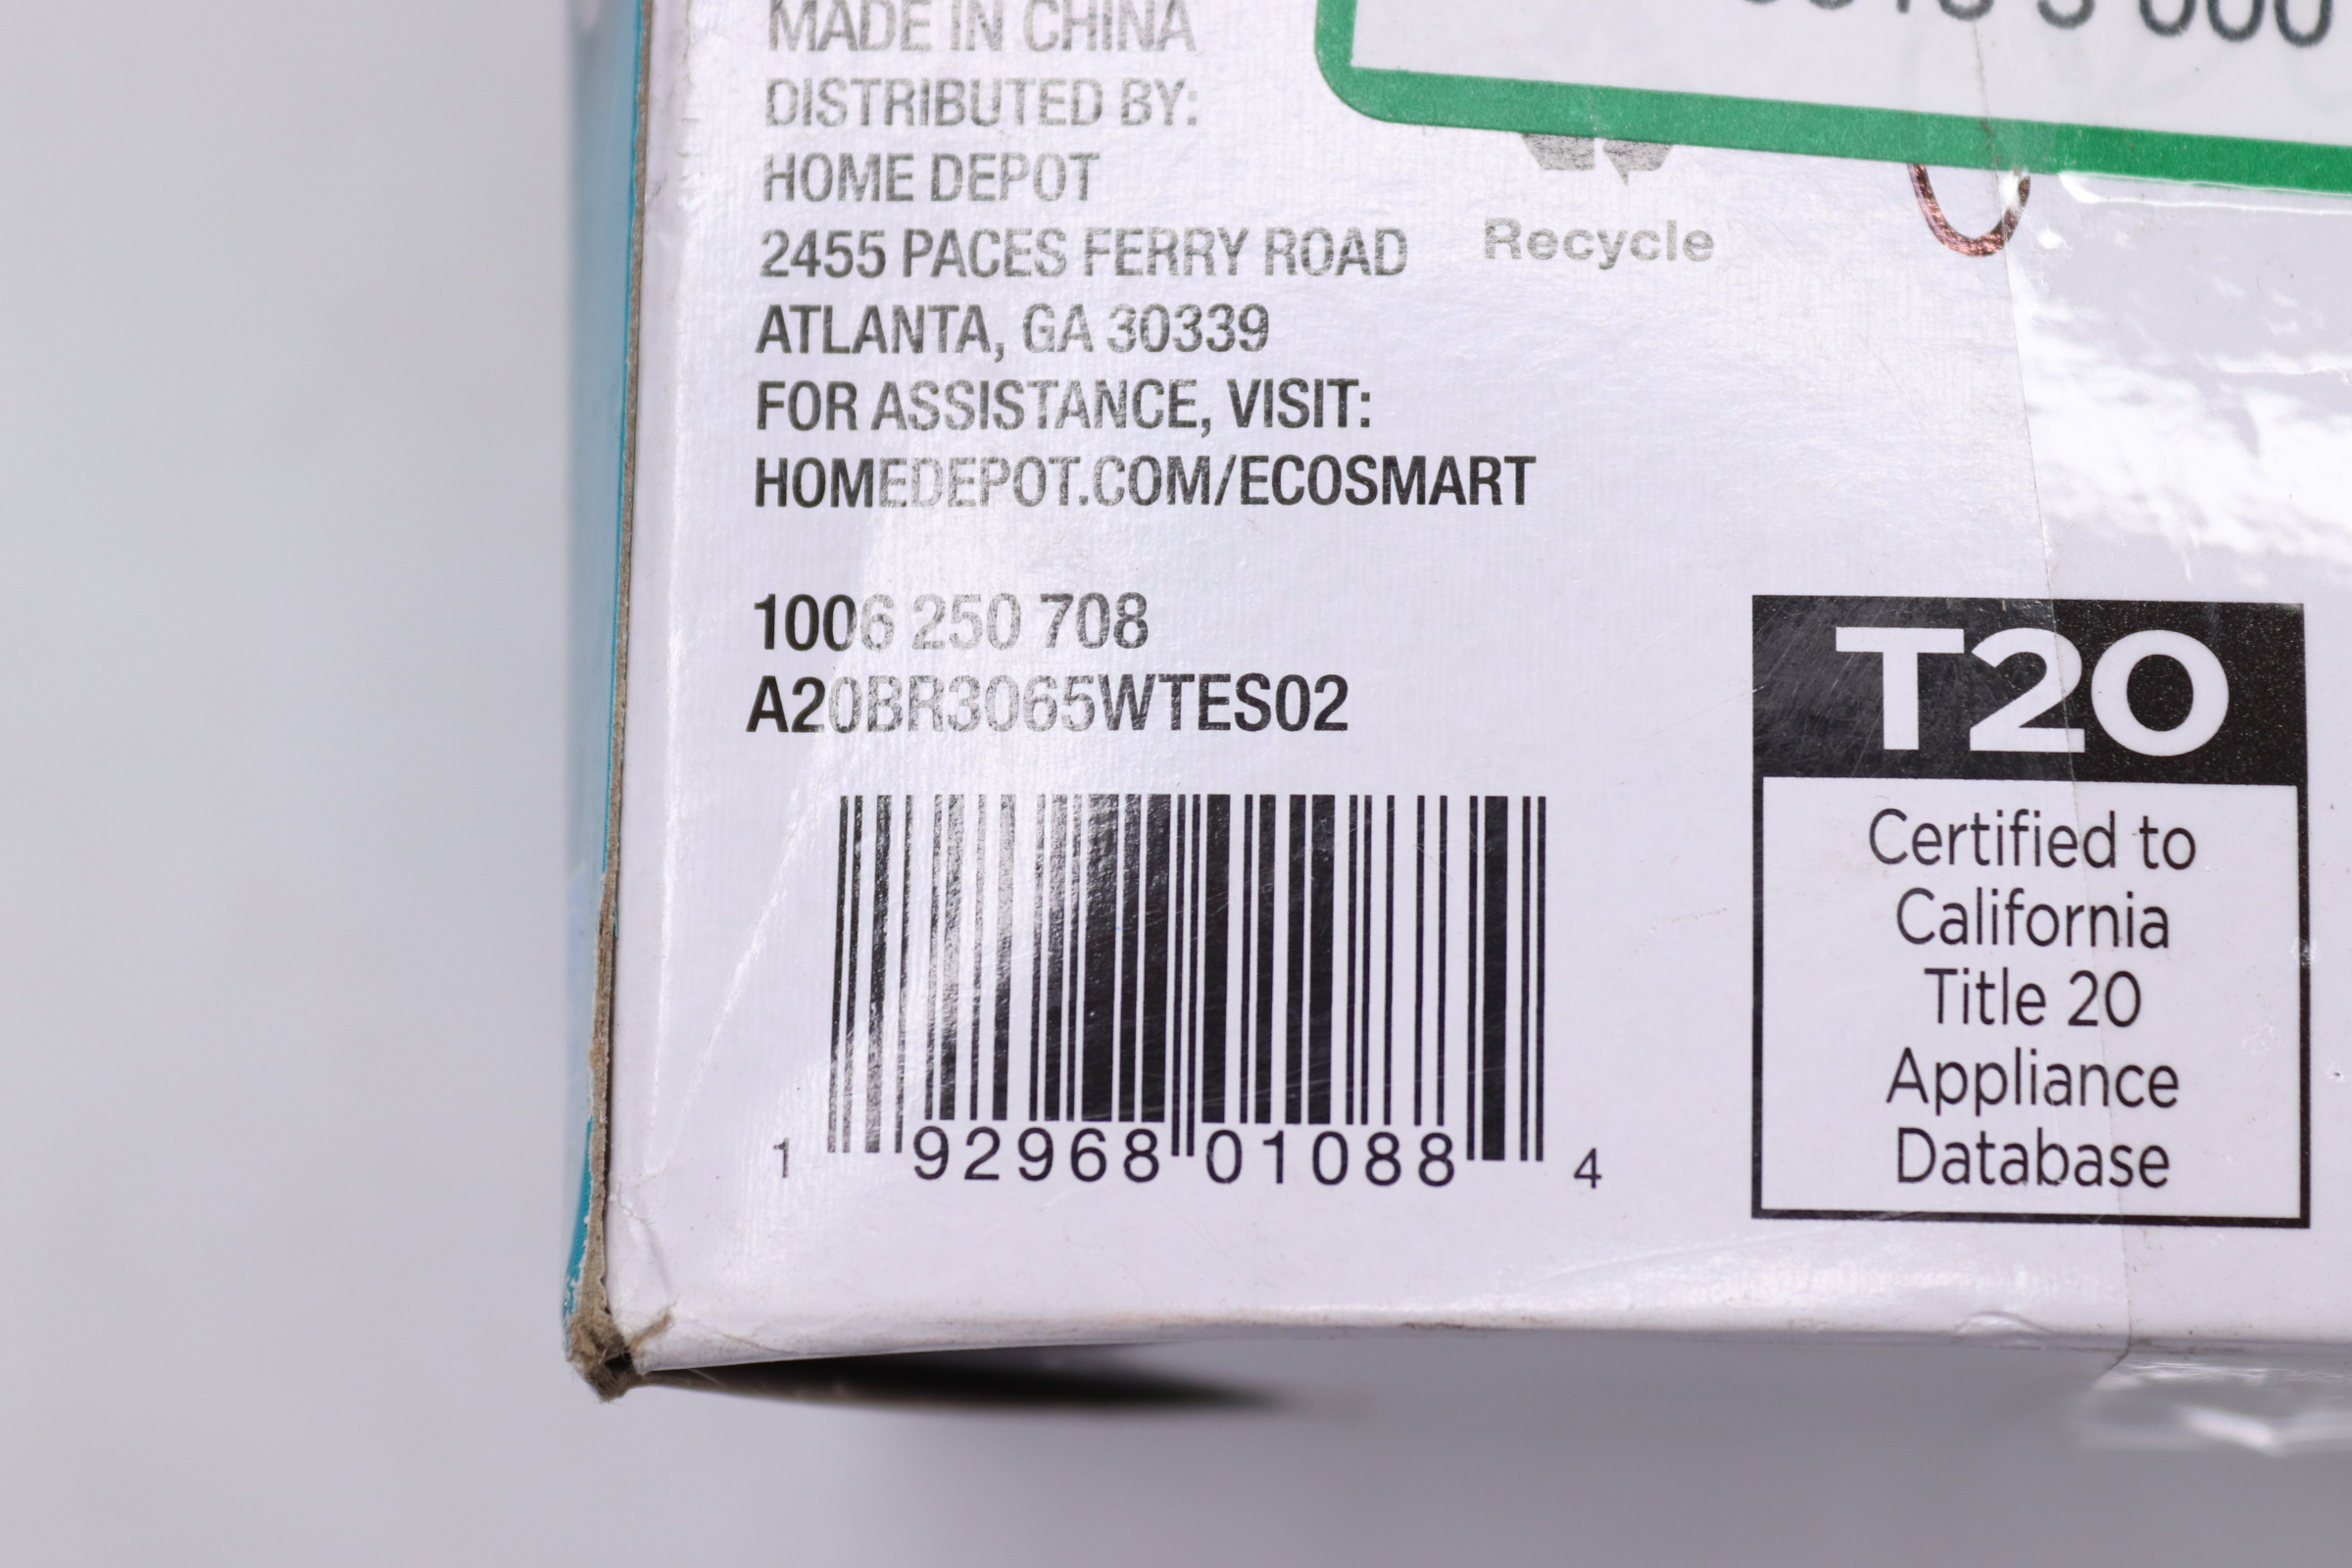 MADE IN CHINA
DISTRIBUTED BY:
HOME DEPOT
2455 PACES FERRY ROAD
ATLANTA, GA 30339
FOR ASSISTANCE, VISIT:
HOMEDEPOT.COM/ECOSMART
Recycle
1006 250 708
A20BR3065WTES02
1 92968 01088 4
T20
Certified to
California
Title 20
Appliance
Database